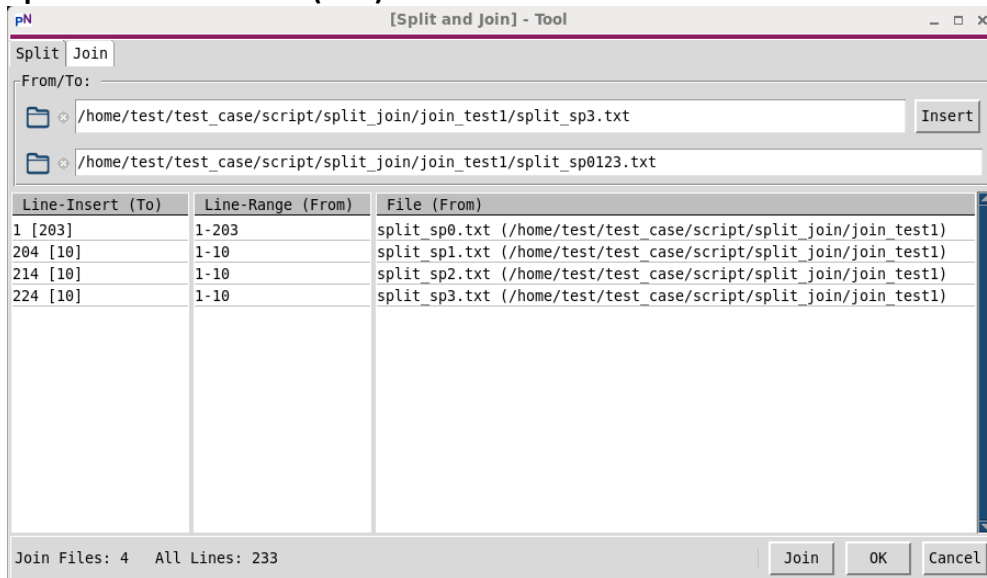 pN [Split and Join] - Tool
Split Join
From/To:
/home/test/test_case/script/split_join/join_test1/split_sp3.txt Insert
/home/test/test_case/script/split_join/join_test1/split_sp0123.txt
Line-Insert (To) Line-Range (From) File (From)
1 [203] 1-203 split_sp0.txt (/home/test/test_case/script/split_join/join_test1)
204 [10] 1-10 split_sp1.txt (/home/test/test_case/script/split_join/join_test1)
214 [10] 1-10 split_sp2.txt (/home/test/test_case/script/split_join/join_test1)
224 [10] 1-10 split_sp3.txt (/home/test/test_case/script/split_join/join_test1)
Join Files: 4 All Lines: 233 Join OK Cancel